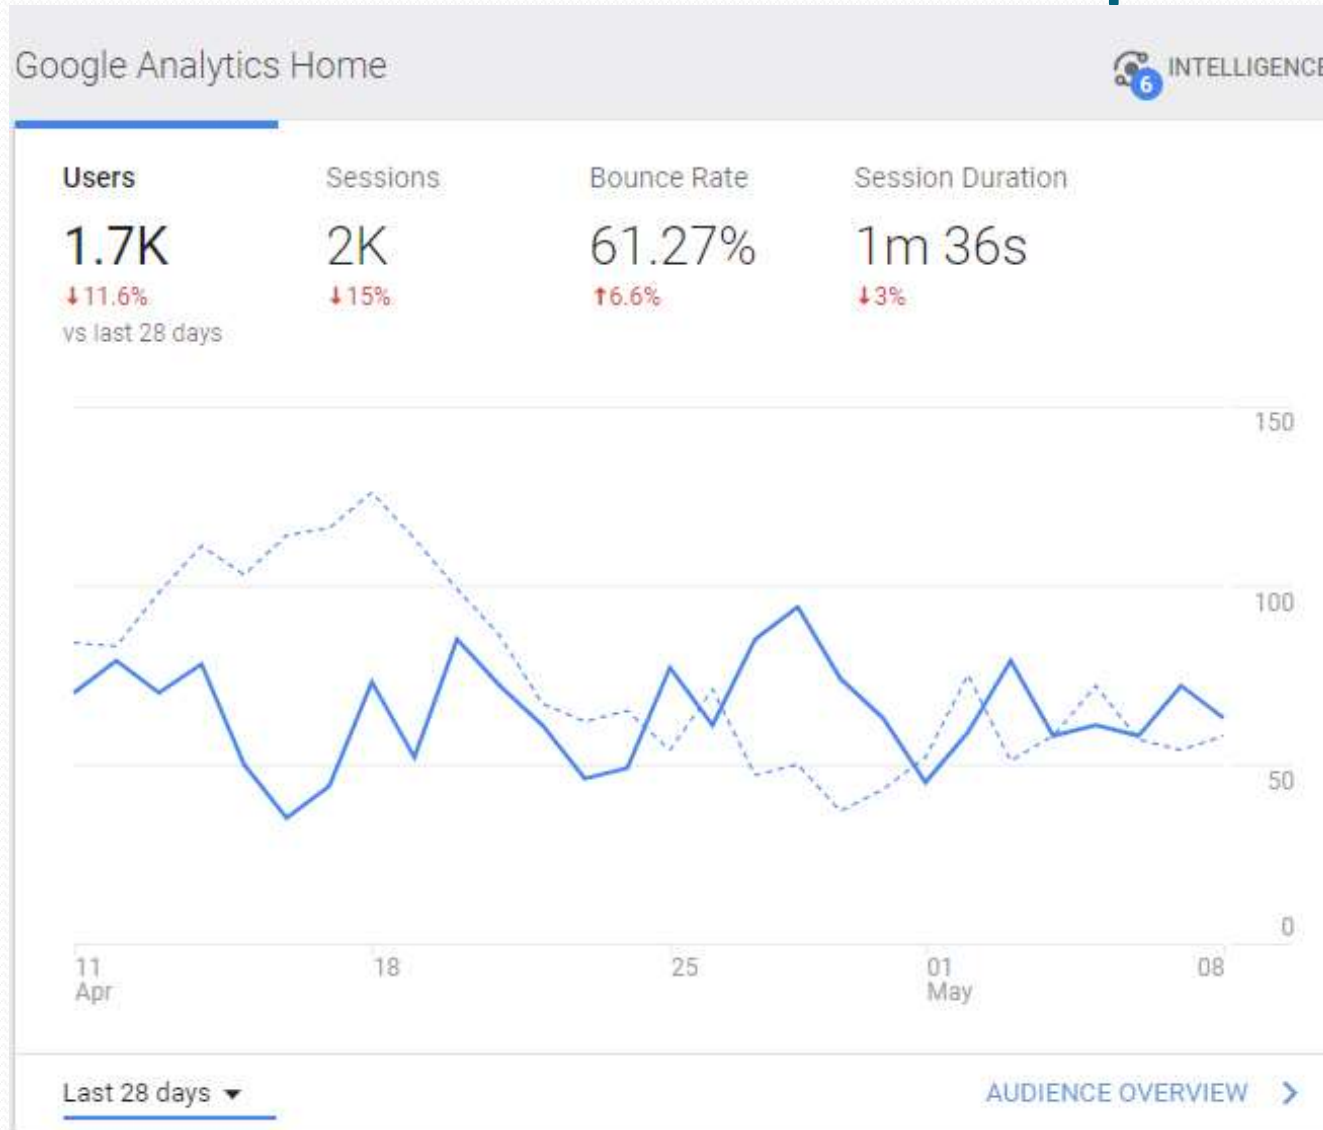 Google Analytics Home
6 INTELLIGENCE
Users Sessions Bounce Rate Session Duration
1.7K 2K 61.27% 1m 36s
↓11.6% ↓15% ↑6.6% ↓3%
vs last 28 days
150
100
50
0
11 18 25 01 08
Apr May
Last 28 days AUDIENCE OVERVIEW